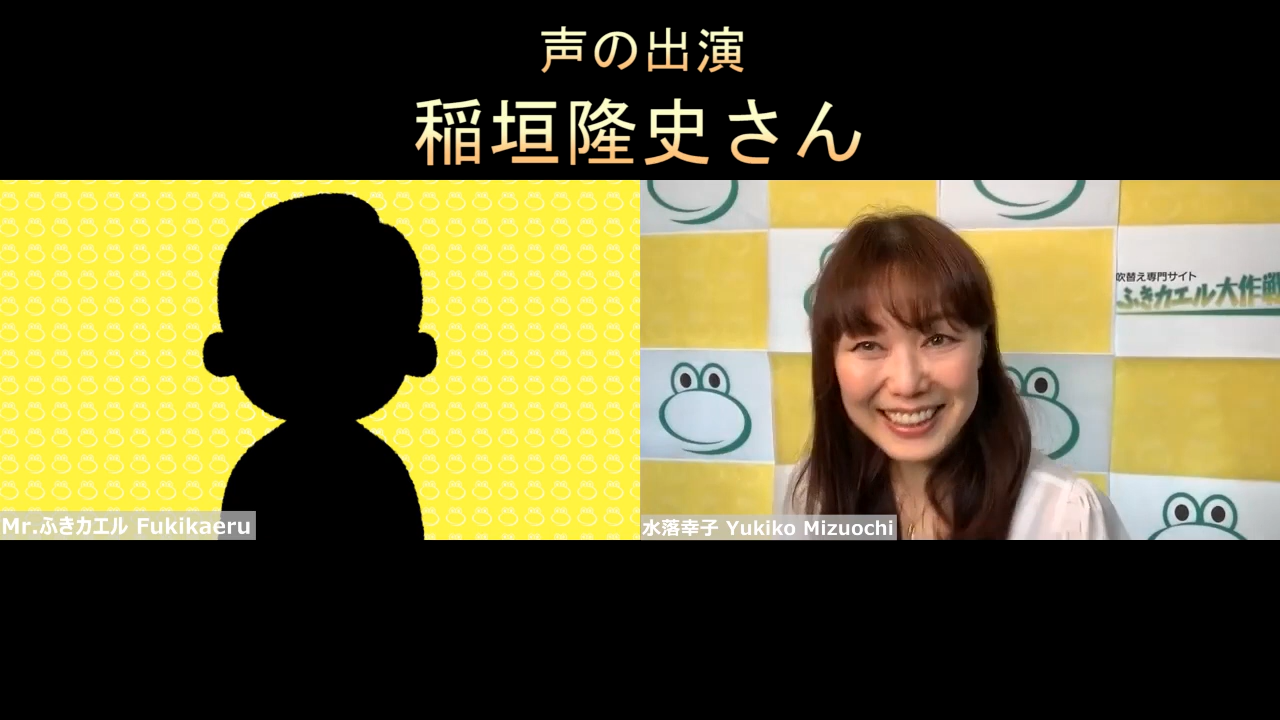 声の出演
稲垣隆史さん
吹替え専門サイト
ふきカエル大作戦
Mr.ふきカエル Fukikaeru
水落幸子 Yukiko Mizuochi